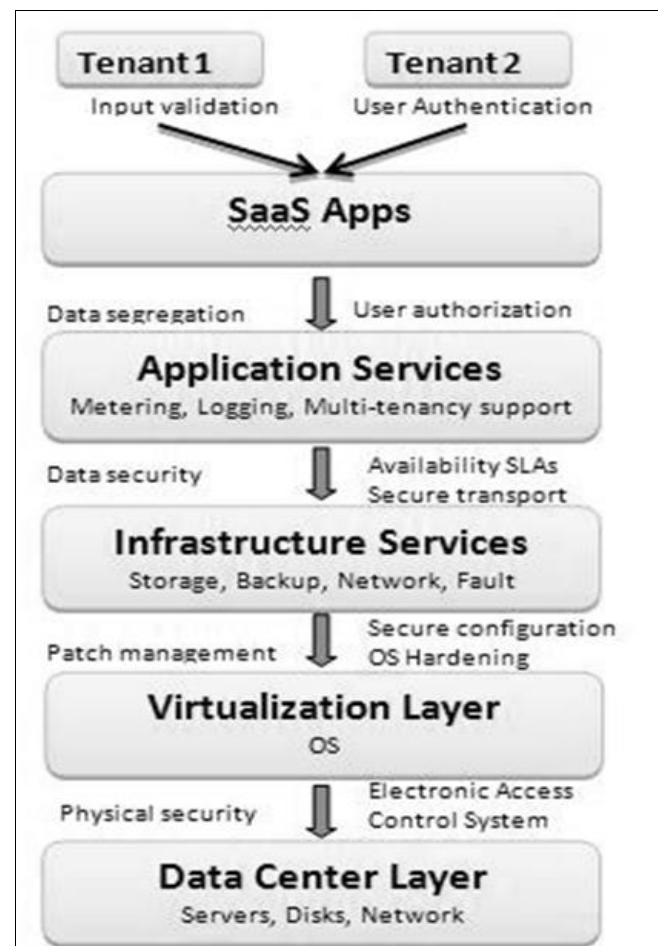 Tenant 1
Tenant 2
Input validation
User Authentication
SaaS Apps
Data segregation
User authorization
Application Services
Metering, Logging, Multi-tenancy support
Data security
Availability SLAs
Secure transport
Infrastructure Services
Storage, Backup, Network, Fault
Patch management
Secure configuration
OS Hardening
Virtualization Layer
OS
Physical security
Electronic Access
Control System
Data Center Layer
Servers, Disks, Network